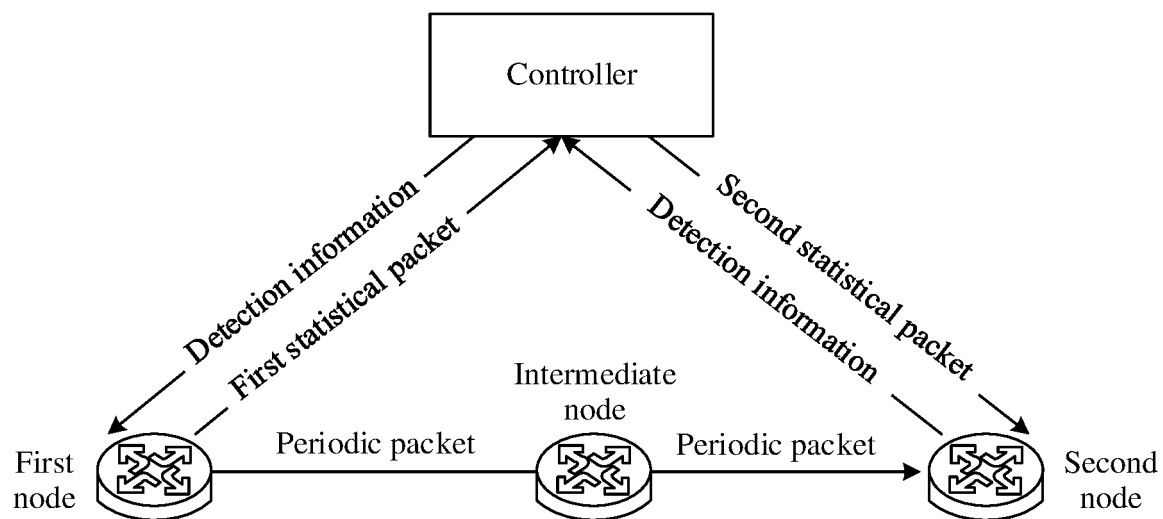 Controller
Detection information
First statistical packet
Second statistical packet
Detection information
Intermediate
node
Periodic packet
Periodic packet
First
node
Second
node